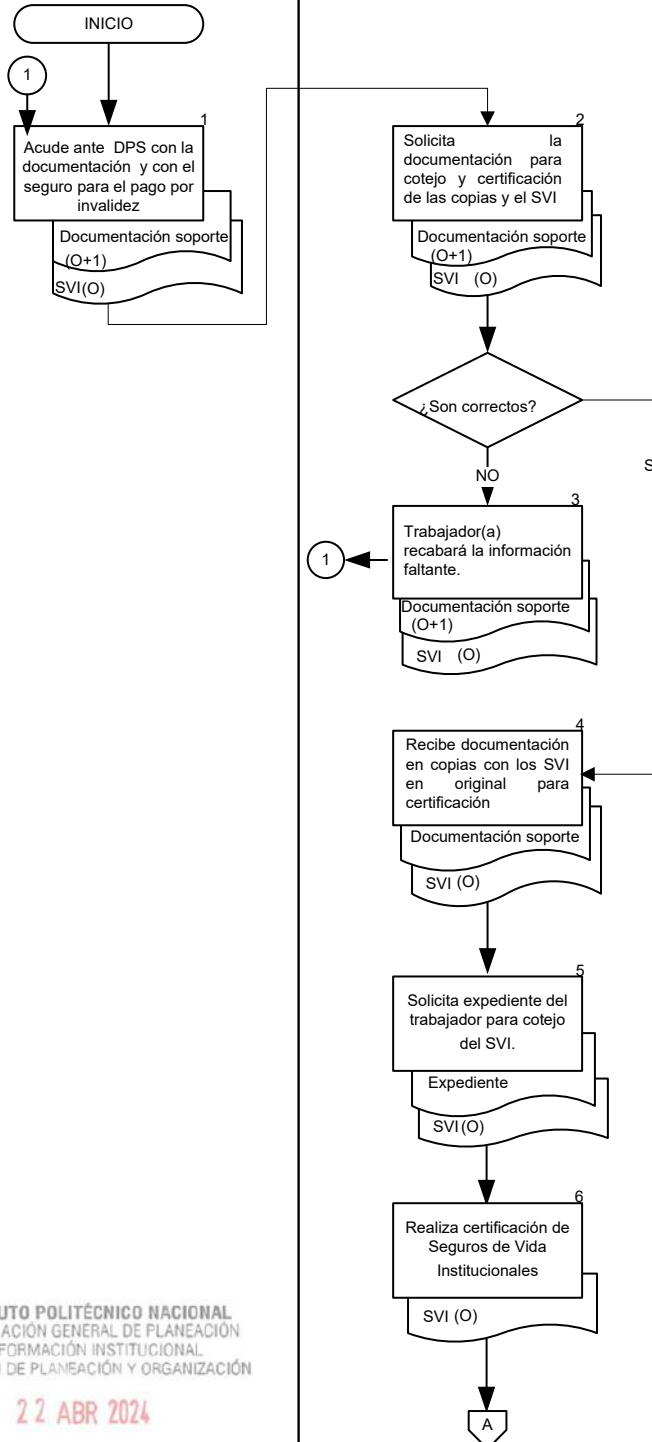 INICIO
1
1
Acude ante DPS con la
documentación y con el
seguro para el pago por
invalidez
Documentación soporte
(O+1)
SVI(O)
2
Solicita la
documentación para
cotejo y certificación
de las copias y el SVI
Documentación soporte
(O+1)
SVI (O)
¿Son correctos?
S
NO
3
Trabajador(a)
recabará la información
faltante.
1
Documentación soporte
(O+1)
SVI (O)
4
Recibe documentación
en copias con los SVI
en original para
certificación
Documentación soporte
SVI (O)
5
Solicita expediente del
trabajador para cotejo
del SVI.
Expediente
SVI(O)
6
Realiza certificación de
Seguros de Vida
Institucionales
SVI (O)
A
UTO POLITÉCNICO NACIONAL
ACIÓN GENERAL DE PLANEACIÓN
FORMACIÓN INSTITUCIONAL
DE PLANEACIÓN Y ORGANIZACIÓN
22 ABR 2024